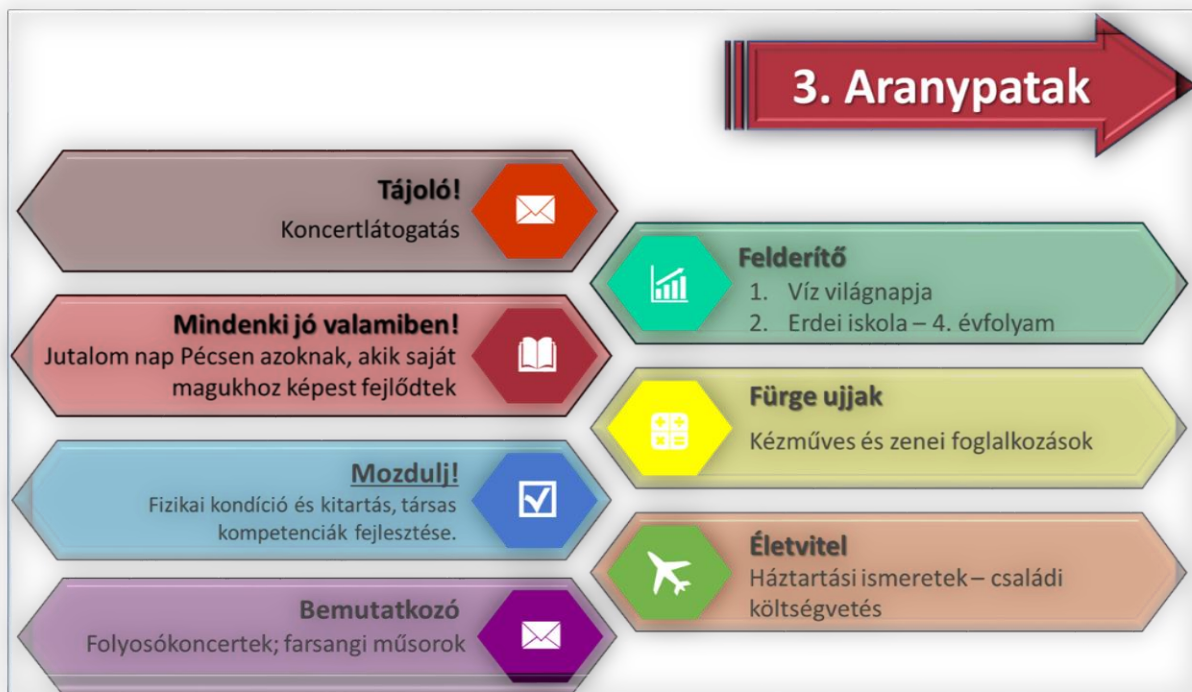 3. Aranypatak
Tájoló!
Koncertlátogatás
Mindenki jó valamiben!
Jutalom nap Pécsen azoknak, akik saját
magukhoz képest fejlődtek
Mozdulj!
Fizikai kondíció és kitartás, társas
kompetenciák fejlesztése.
Bemutatkozó
Folyosókoncertek; farsangi műsorok
Felderítő
1. Víz világnapja
2. Erdei iskola – 4. évfolyam
Fürge ujjak
Kézműves és zenei foglalkozások
Életvitel
Háztartási ismeretek – családi
költségvetés